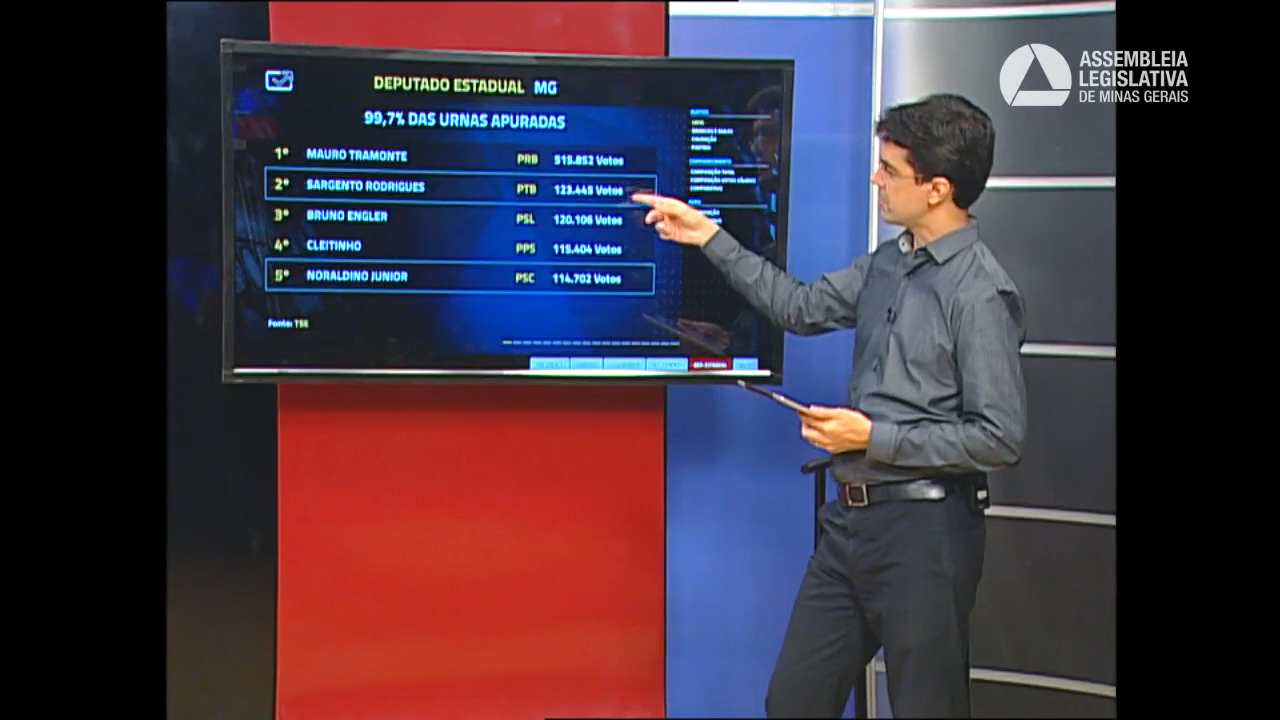 ASSEMBLEIA
LEGISLATIVA
DE MINAS GERAIS
DEPUTADO ESTADUAL MG
99,7% DAS URNAS APURADAS
1º MAURO TRAMONTE PRB 515.852 Votos
2º SARGENTO RODRIGUES PTB 123.445 Votos
3º BRUNO ENGLER PSL 120.106 Votos
4º CLEITINHO PPS 115.404 Votos
5º NORALDINO JUNIOR PSC 114.702 Votos
Fonte: TSE
DEP. ESTADUAL